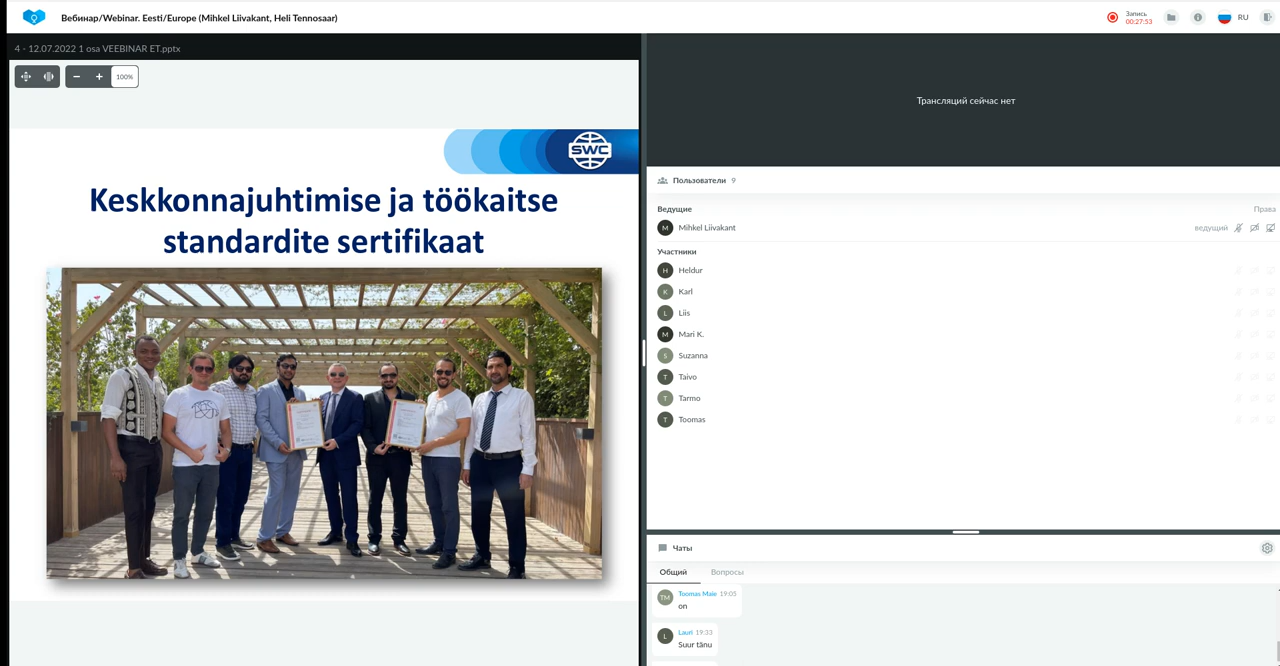 Вебинар/Webinar. Eesti/Europe (Mihkel Liivakant, Heli Tennosaar)
Запись
00:27:53
RU
4 - 12.07.2022 1 osa VEEBINAR ET.pptx
100%
SWC
Keskkonnajuhtimise ja töökaitse
standardite sertifikaat
Трансляций сейчас нет
Пользователи 9
Ведущие Права
M Mihkel Liivakant ведущий
Участники
H Heldur
K Karl
L Liis
M Mari K.
S Suzanna
T Taivo
T Tarmo
T Toomas
Чаты
Общий Вопросы
TM Toomas Maie 19:05
on
L Lauri 19:33
Suur tänu